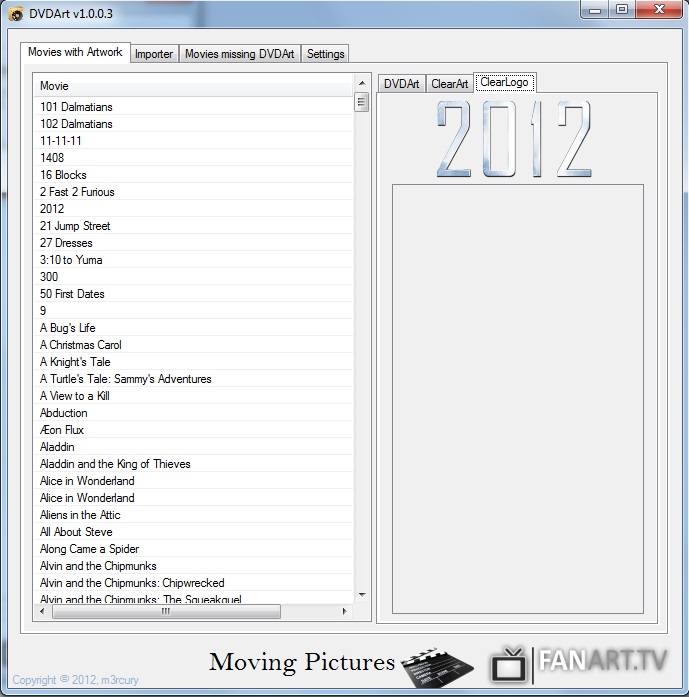 DVDArt v1.0.0.3
Movies with Artwork Importer Movies missing DVDArt Settings
Movie
101 Dalmatians
102 Dalmatians
11-11-11
1408
16 Blocks
2 Fast 2 Furious
2012
21 Jump Street
27 Dresses
3:10 to Yuma
300
50 First Dates
9
A Bug's Life
A Christmas Carol
A Knight's Tale
A Turtle's Tale: Sammy's Adventures
A View to a Kill
Abduction
Æon Flux
Aladdin
Aladdin and the King of Thieves
Alice in Wonderland
Alice in Wonderland
Aliens in the Attic
All About Steve
Along Came a Spider
Alvin and the Chipmunks
Alvin and the Chipmunks: Chipwrecked
Alvin and the Chipmunks: The Squeakquel
DVDArt ClearArt ClearLogo
2012
Moving Pictures
FANART.TV
Copyright © 2012, m3rcury